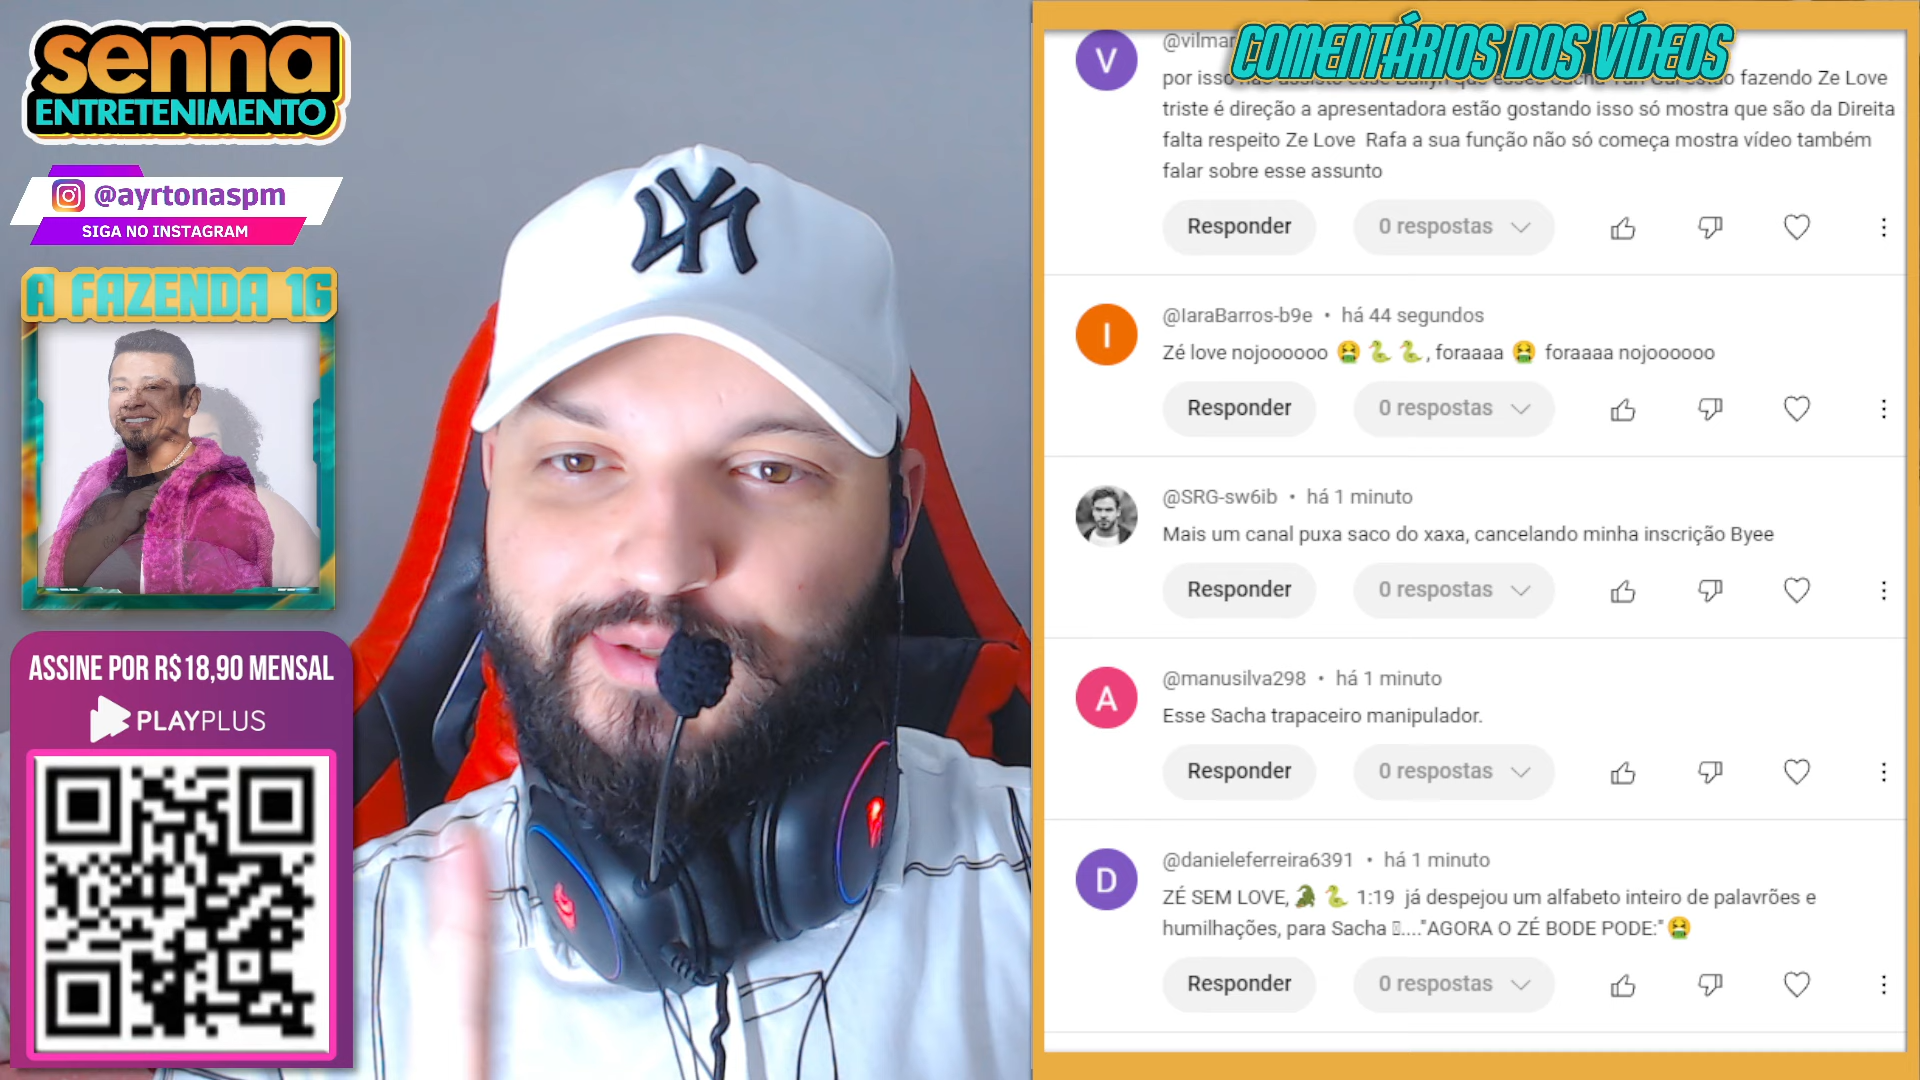 senna
ENTRETENIMENTO
@ayrtonaspm
SIGA NO INSTAGRAM
A FAZENDA 16
ASSINE POR R$18,90 MENSAL
PLAYPLUS
COMENTÁRIOS DOS VÍDEOS
V
@vilmar
por isso não assisto esse que esses estão fazendo Ze Love
triste é direção a apresentadora estão gostando isso só mostra que são da Direita
falta respeito Ze Love Rafa a sua função não só começa mostra vídeo também
falar sobre esse assunto
Responder 0 respostas
I
@IaraBarros-b9e • há 44 segundos
Zé love nojoooooo 🤮 🐍 🐍, foraaaa 🤮 foraaaa nojoooooo
Responder 0 respostas
@SRG-sw6ib • há 1 minuto
Mais um canal puxa saco do xaxa, cancelando minha inscrição Byee
Responder 0 respostas
A
@manusilva298 • há 1 minuto
Esse Sacha trapaceiro manipulador.
Responder 0 respostas
D
@danieleferreira6391 • há 1 minuto
ZÉ SEM LOVE, 🐊 🐍 1:19 já despejou um alfabeto inteiro de palavrões e
humilhações, para Sacha ▯...."AGORA O ZÉ BODE PODE:" 🤮
Responder 0 respostas